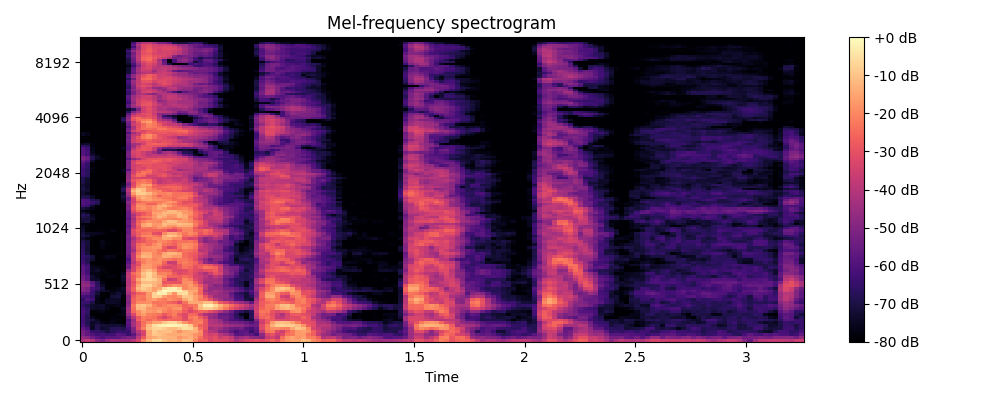 Mel-frequency spectrogram
Hz
8192
4096
2048
1024
512
0
0
0.5
1
1.5
2
2.5
3
Time
+0 dB
-10 dB
-20 dB
-30 dB
-40 dB
-50 dB
-60 dB
-70 dB
-80 dB